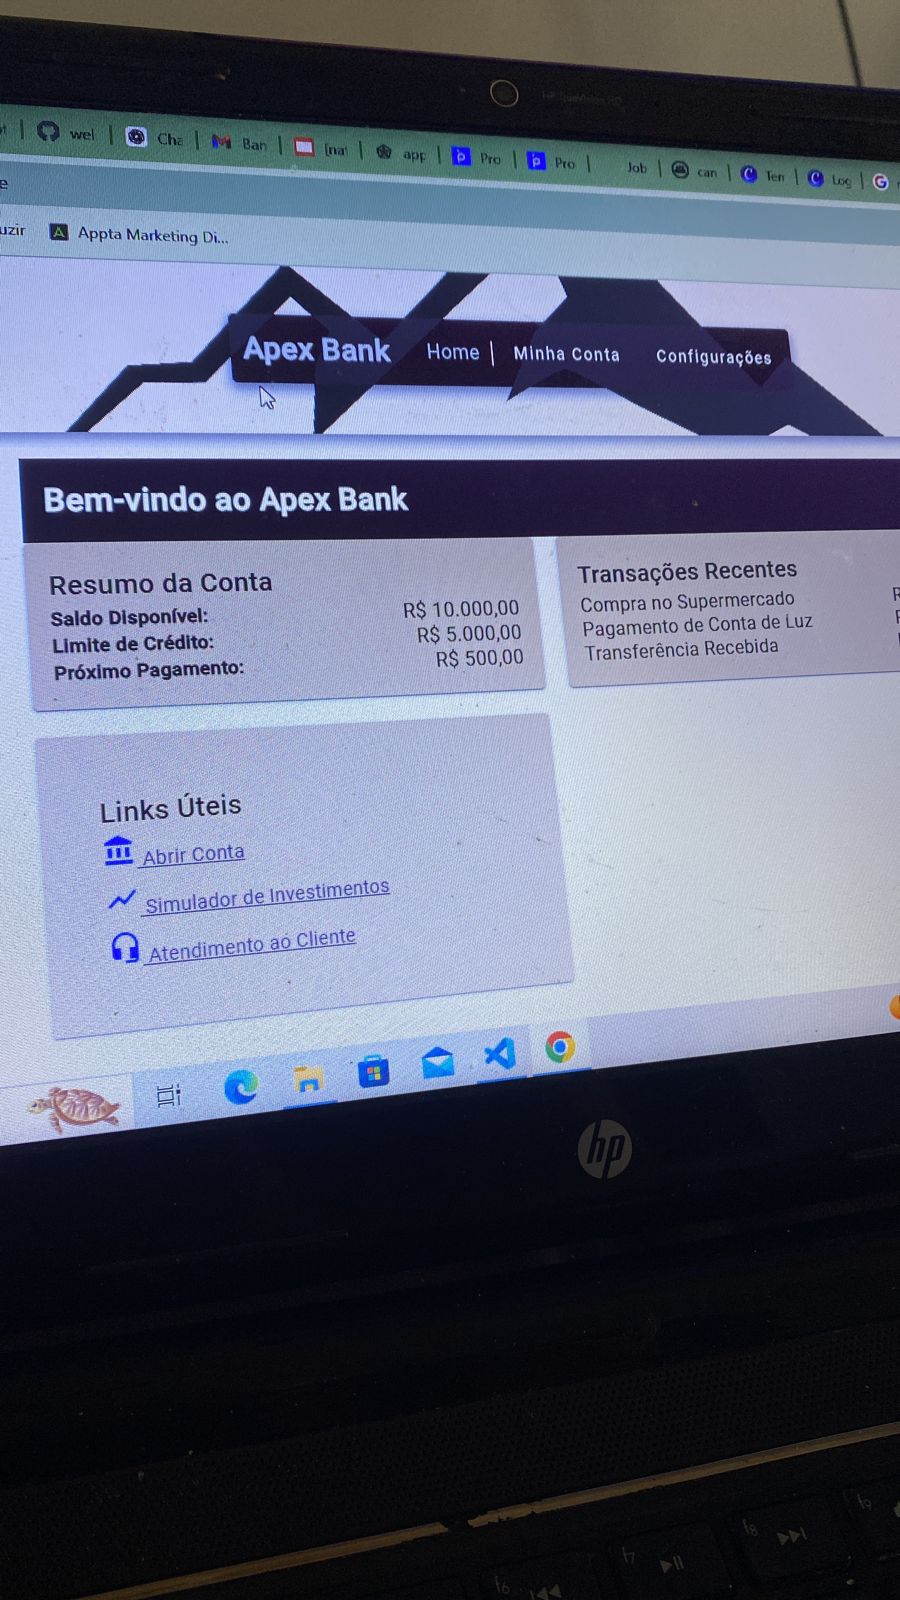 wel Cha Ban [nat app Pro Pro Job can Ten Log
uzir Appta Marketing Di...
Apex Bank Home | Minha Conta Configurações
Bem-vindo ao Apex Bank
Resumo da Conta
Saldo Disponível: R$ 10.000,00
Limite de Crédito: R$ 5.000,00
Próximo Pagamento: R$ 500,00
Transações Recentes
Compra no Supermercado
Pagamento de Conta de Luz
Transferência Recebida
Links Úteis
Abrir Conta
Simulador de Investimentos
Atendimento ao Cliente
hp
f6 f7 f8 f9